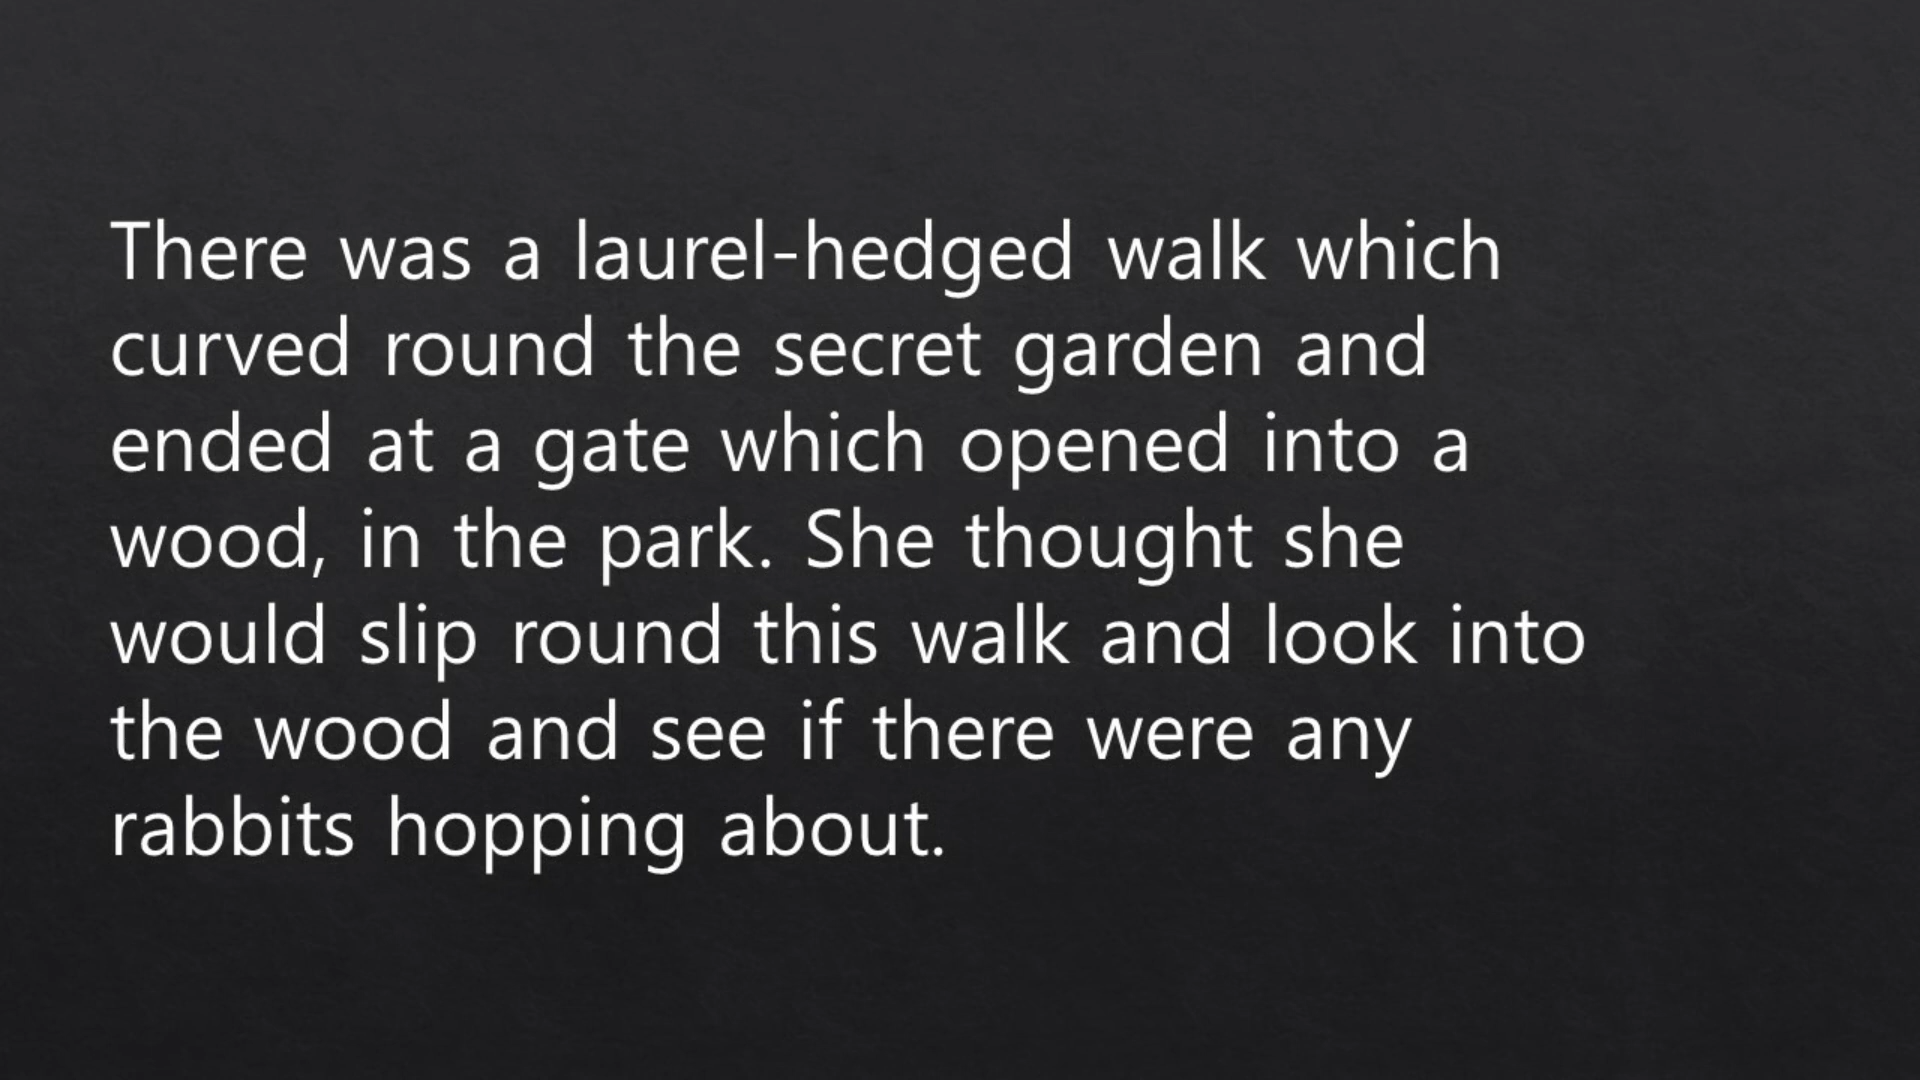 There was a laurel-hedged walk which
curved round the secret garden and
ended at a gate which opened into a
wood, in the park. She thought she
would slip round this walk and look into
the wood and see if there were any
rabbits hopping about.